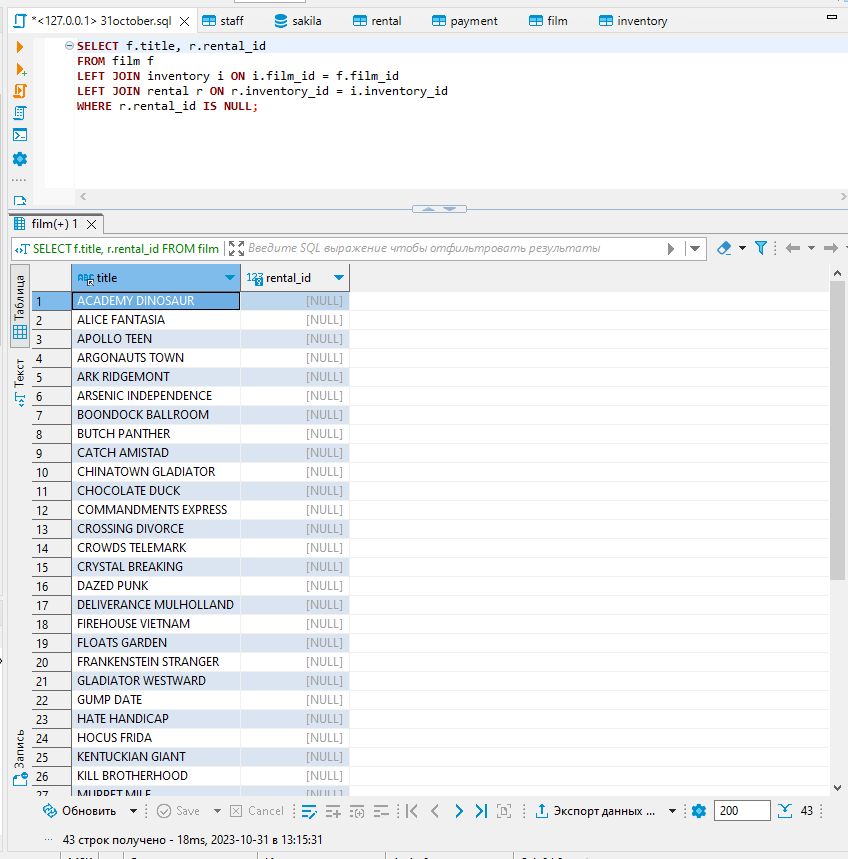 *<127.0.0.1> 31october.sql
staff
sakila
rental
payment
film
inventory
SELECT f.title, r.rental_id
FROM film f
LEFT JOIN inventory i ON i.film_id = f.film_id
LEFT JOIN rental r ON r.inventory_id = i.inventory_id
WHERE r.rental_id IS NULL;
film(+) 1
SELECT f.title, r.rental_id FROM film
Введите SQL выражение чтобы отфильтровать результаты
Таблица
Текст
Запись
ABC title 123 rental_id
1 ACADEMY DINOSAUR [NULL]
2 ALICE FANTASIA [NULL]
3 APOLLO TEEN [NULL]
4 ARGONAUTS TOWN [NULL]
5 ARK RIDGEMONT [NULL]
6 ARSENIC INDEPENDENCE [NULL]
7 BOONDOCK BALLROOM [NULL]
8 BUTCH PANTHER [NULL]
9 CATCH AMISTAD [NULL]
10 CHINATOWN GLADIATOR [NULL]
11 CHOCOLATE DUCK [NULL]
12 COMMANDMENTS EXPRESS [NULL]
13 CROSSING DIVORCE [NULL]
14 CROWDS TELEMARK [NULL]
15 CRYSTAL BREAKING [NULL]
16 DAZED PUNK [NULL]
17 DELIVERANCE MULHOLLAND [NULL]
18 FIREHOUSE VIETNAM [NULL]
19 FLOATS GARDEN [NULL]
20 FRANKENSTEIN STRANGER [NULL]
21 GLADIATOR WESTWARD [NULL]
22 GUMP DATE [NULL]
23 HATE HANDICAP [NULL]
24 HOCUS FRIDA [NULL]
25 KENTUCKIAN GIANT [NULL]
26 KILL BROTHERHOOD [NULL]
27 MUPPET MILE [NULL]
Обновить Save Cancel Экспорт данных ... 200 43
43 строк получено - 18ms, 2023-10-31 в 13:15:31